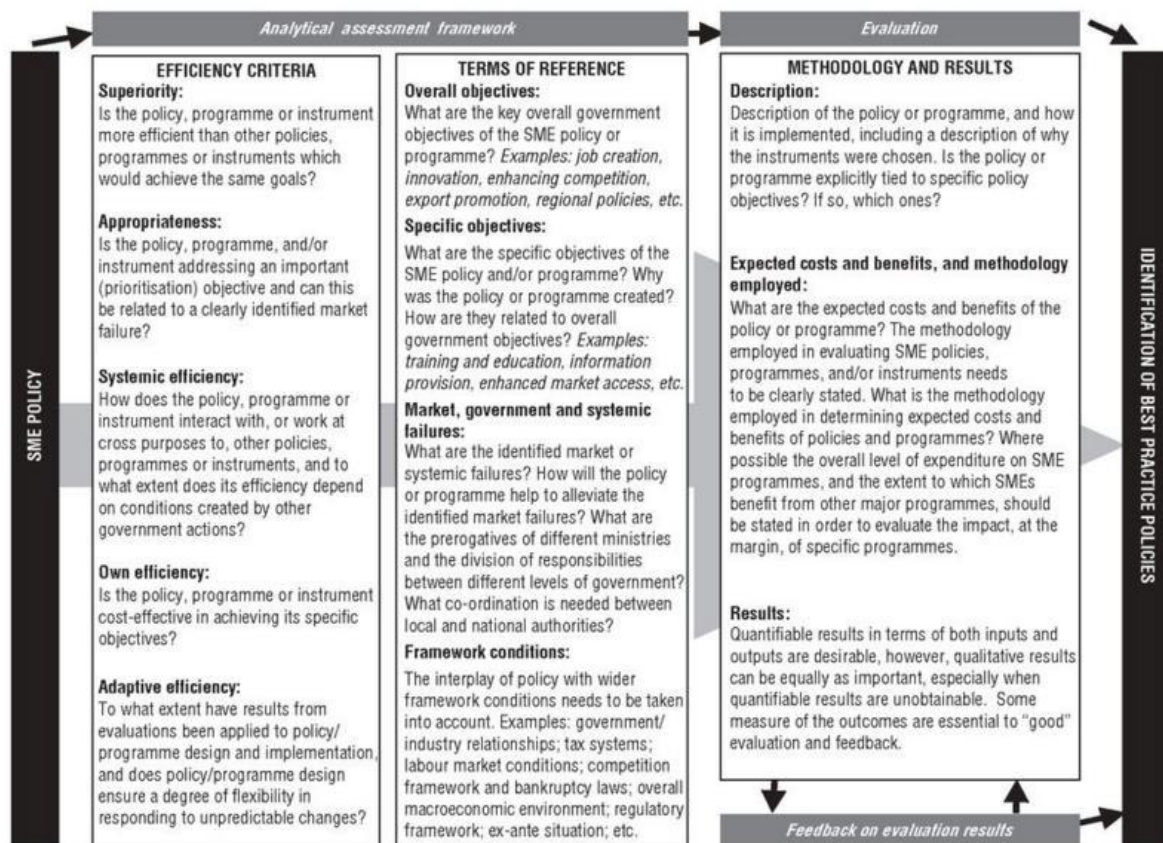 Analytical assessment framework
Evaluation
SME POLICY
EFFICIENCY CRITERIA
Superiority:
Is the policy, programme or instrument
more efficient than other policies,
programmes or instruments which
would achieve the same goals?
Appropriateness:
Is the policy, programme, and/or
instrument addressing an important
(prioritisation) objective and can this
be related to a clearly identified market
failure?
Systemic efficiency:
How does the policy, programme or
instrument interact with, or work at
cross purposes to, other policies,
programmes or instruments, and to
what extent does its efficiency depend
on conditions created by other
government actions?
Own efficiency:
Is the policy, programme or instrument
cost-effective in achieving its specific
objectives?
Adaptive efficiency:
To what extent have results from
evaluations been applied to policy/
programme design and implementation,
and does policy/programme design
ensure a degree of flexibility in
responding to unpredictable changes?
TERMS OF REFERENCE
Overall objectives:
What are the key overall government
objectives of the SME policy or
programme? Examples: job creation,
innovation, enhancing competition,
export promotion, regional policies, etc.
Specific objectives:
What are the specific objectives of the
SME policy and/or programme? Why
was the policy or programme created?
How are they related to overall
government objectives? Examples:
training and education, information
provision, enhanced market access, etc.
Market, government and systemic
failures:
What are the identified market or
systemic failures? How will the policy
or programme help to alleviate the
identified market failures? What are
the prerogatives of different ministries
and the division of responsibilities
between different levels of government?
What co-ordination is needed between
local and national authorities?
Framework conditions:
The interplay of policy with wider
framework conditions needs to be taken
into account. Examples: government/
industry relationships; tax systems;
labour market conditions; competition
framework and bankruptcy laws; overall
macroeconomic environment; regulatory
framework; ex-ante situation; etc.
METHODOLOGY AND RESULTS
Description:
Description of the policy or programme, and how
it is implemented, including a description of why
the instruments were chosen. Is the policy or
programme explicitly tied to specific policy
objectives? If so, which ones?
Expected costs and benefits, and methodology
employed:
What are the expected costs and benefits of the
policy or programme? The methodology
employed in evaluating SME policies,
programmes, and/or instruments needs
to be clearly stated. What is the methodology
employed in determining expected costs and
benefits of policies and programmes? Where
possible the overall level of expenditure on SME
programmes, and the extent to which SMEs
benefit from other major programmes, should
be stated in order to evaluate the impact, at the
margin, of specific programmes.
Results:
Quantifiable results in terms of both inputs and
outputs are desirable, however, qualitative results
can be equally as important, especially when
quantifiable results are unobtainable. Some
measure of the outcomes are essential to “good”
evaluation and feedback.
Feedback on evaluation results
IDENTIFICATION OF BEST PRACTICE POLICIES